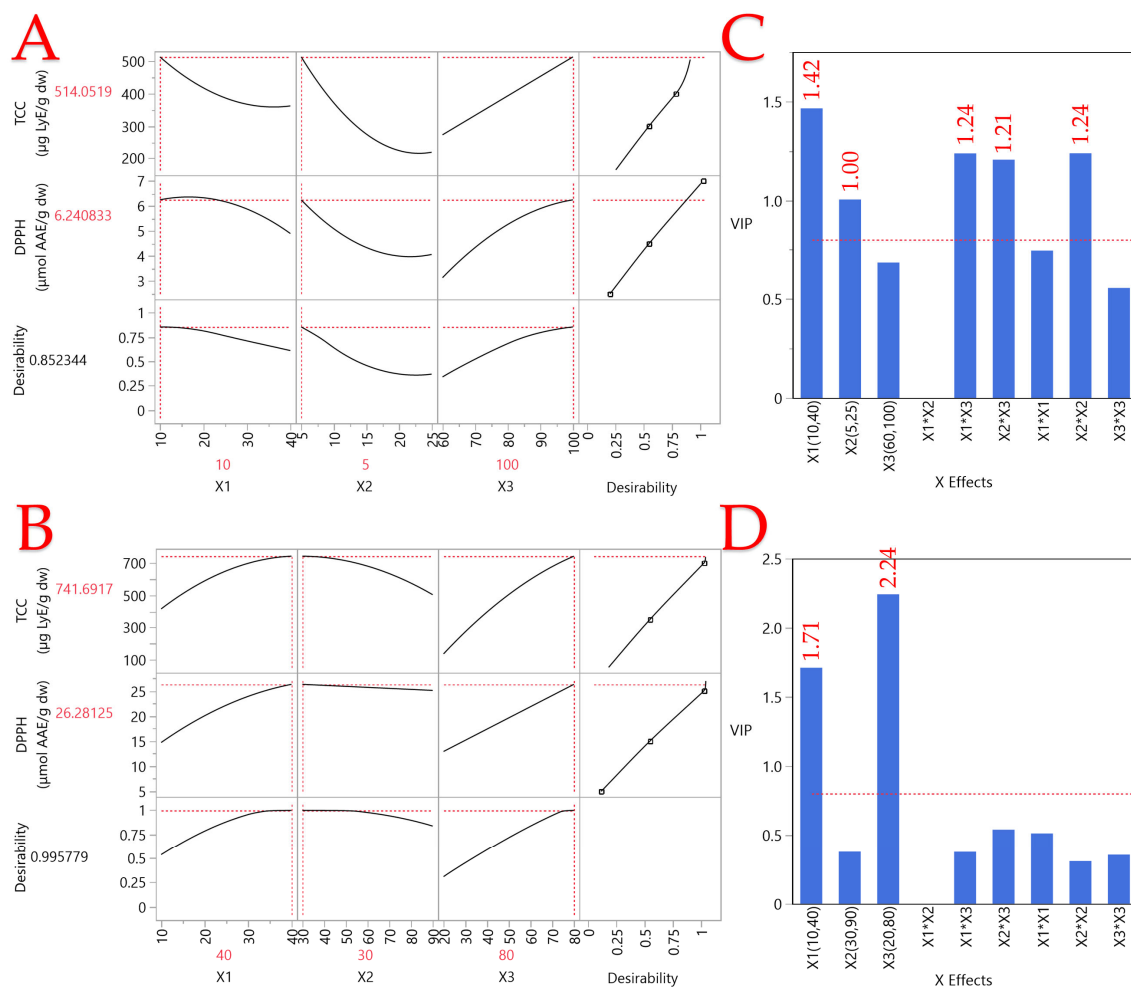 A
TCC
(µg LyE/g dw)
514.0519
500
400
300
200
DPPH
(µmol AAE/g dw)
6.240833
7
6
5
4
3
Desirability
0.852344
1
0.75
0.5
0.25
0
10
20
30
40
5
10
15
20
25
60
70
80
90
100
0
0.25
0.5
0.75
1
10
5
100
X1
X2
X3
Desirability
C
VIP
1.5
1.0
0.5
0
1.42
1.00
1.24
1.21
1.24
X1(10,40)
X2(5,25)
X3(60,100)
X1*X2
X1*X3
X2*X3
X1*X1
X2*X2
X3*X3
X Effects
B
TCC
(µg LyE/g dw)
741.6917
700
500
300
100
DPPH
(µmol AAE/g dw)
26.28125
25
20
15
10
5
Desirability
0.995779
1
0.75
0.5
0.25
0
10
20
30
40
30
40
50
60
70
80
90
20
30
40
50
60
70
80
0
0.25
0.5
0.75
1
40
30
80
X1
X2
X3
Desirability
D
VIP
2.5
2.0
1.5
1.0
0.5
0
1.71
2.24
X1(10,40)
X2(30,90)
X3(20,80)
X1*X2
X1*X3
X2*X3
X1*X1
X2*X2
X3*X3
X Effects